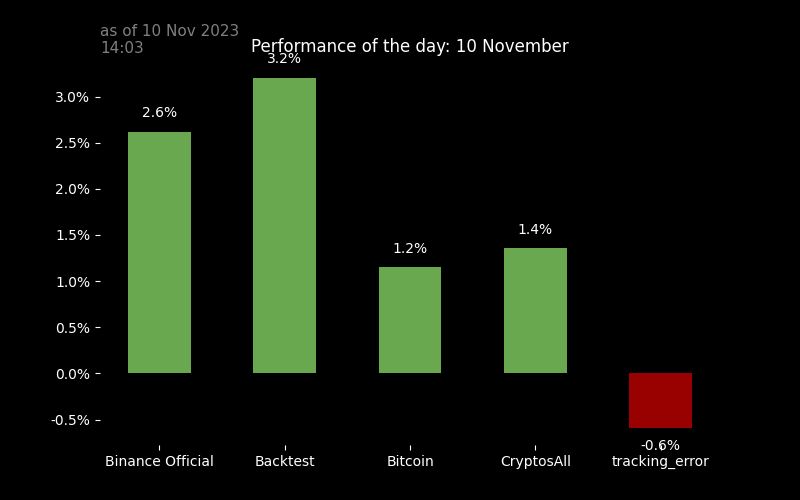 as of 10 Nov 2023
14:03
Performance of the day: 10 November
3.2%
2.6%
1.2%
1.4%
-0.6%
3.0%
2.5%
2.0%
1.5%
1.0%
0.5%
0.0%
-0.5%
Binance Official
Backtest
Bitcoin
CryptosAll
tracking_error